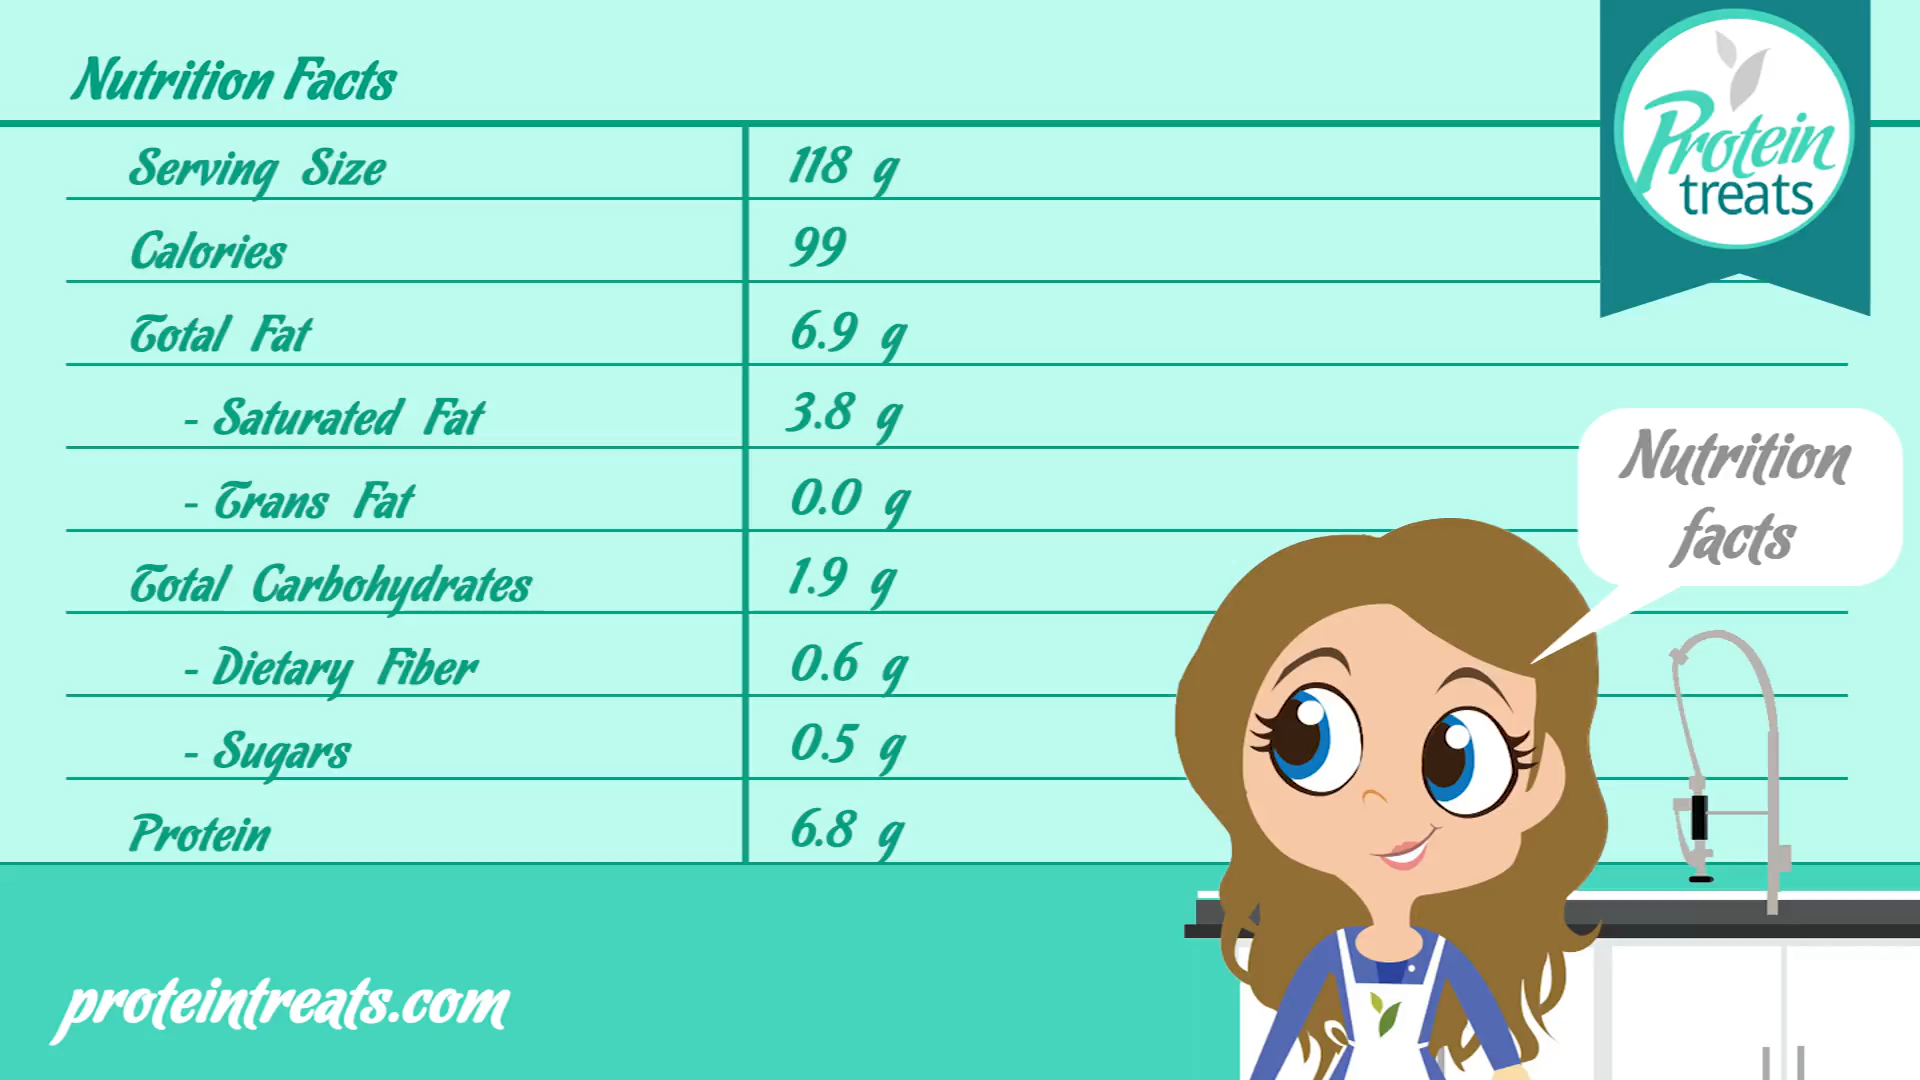 Nutrition Facts
Serving Size 118 g
Calories 99
Total Fat 6.9 g
- Saturated Fat 3.8 g
- Trans Fat 0.0 g
Total Carbohydrates 1.9 g
- Dietary Fiber 0.6 g
- Sugars 0.5 g
Protein 6.8 g
Protein
treats
Nutrition
facts
proteintreats.com